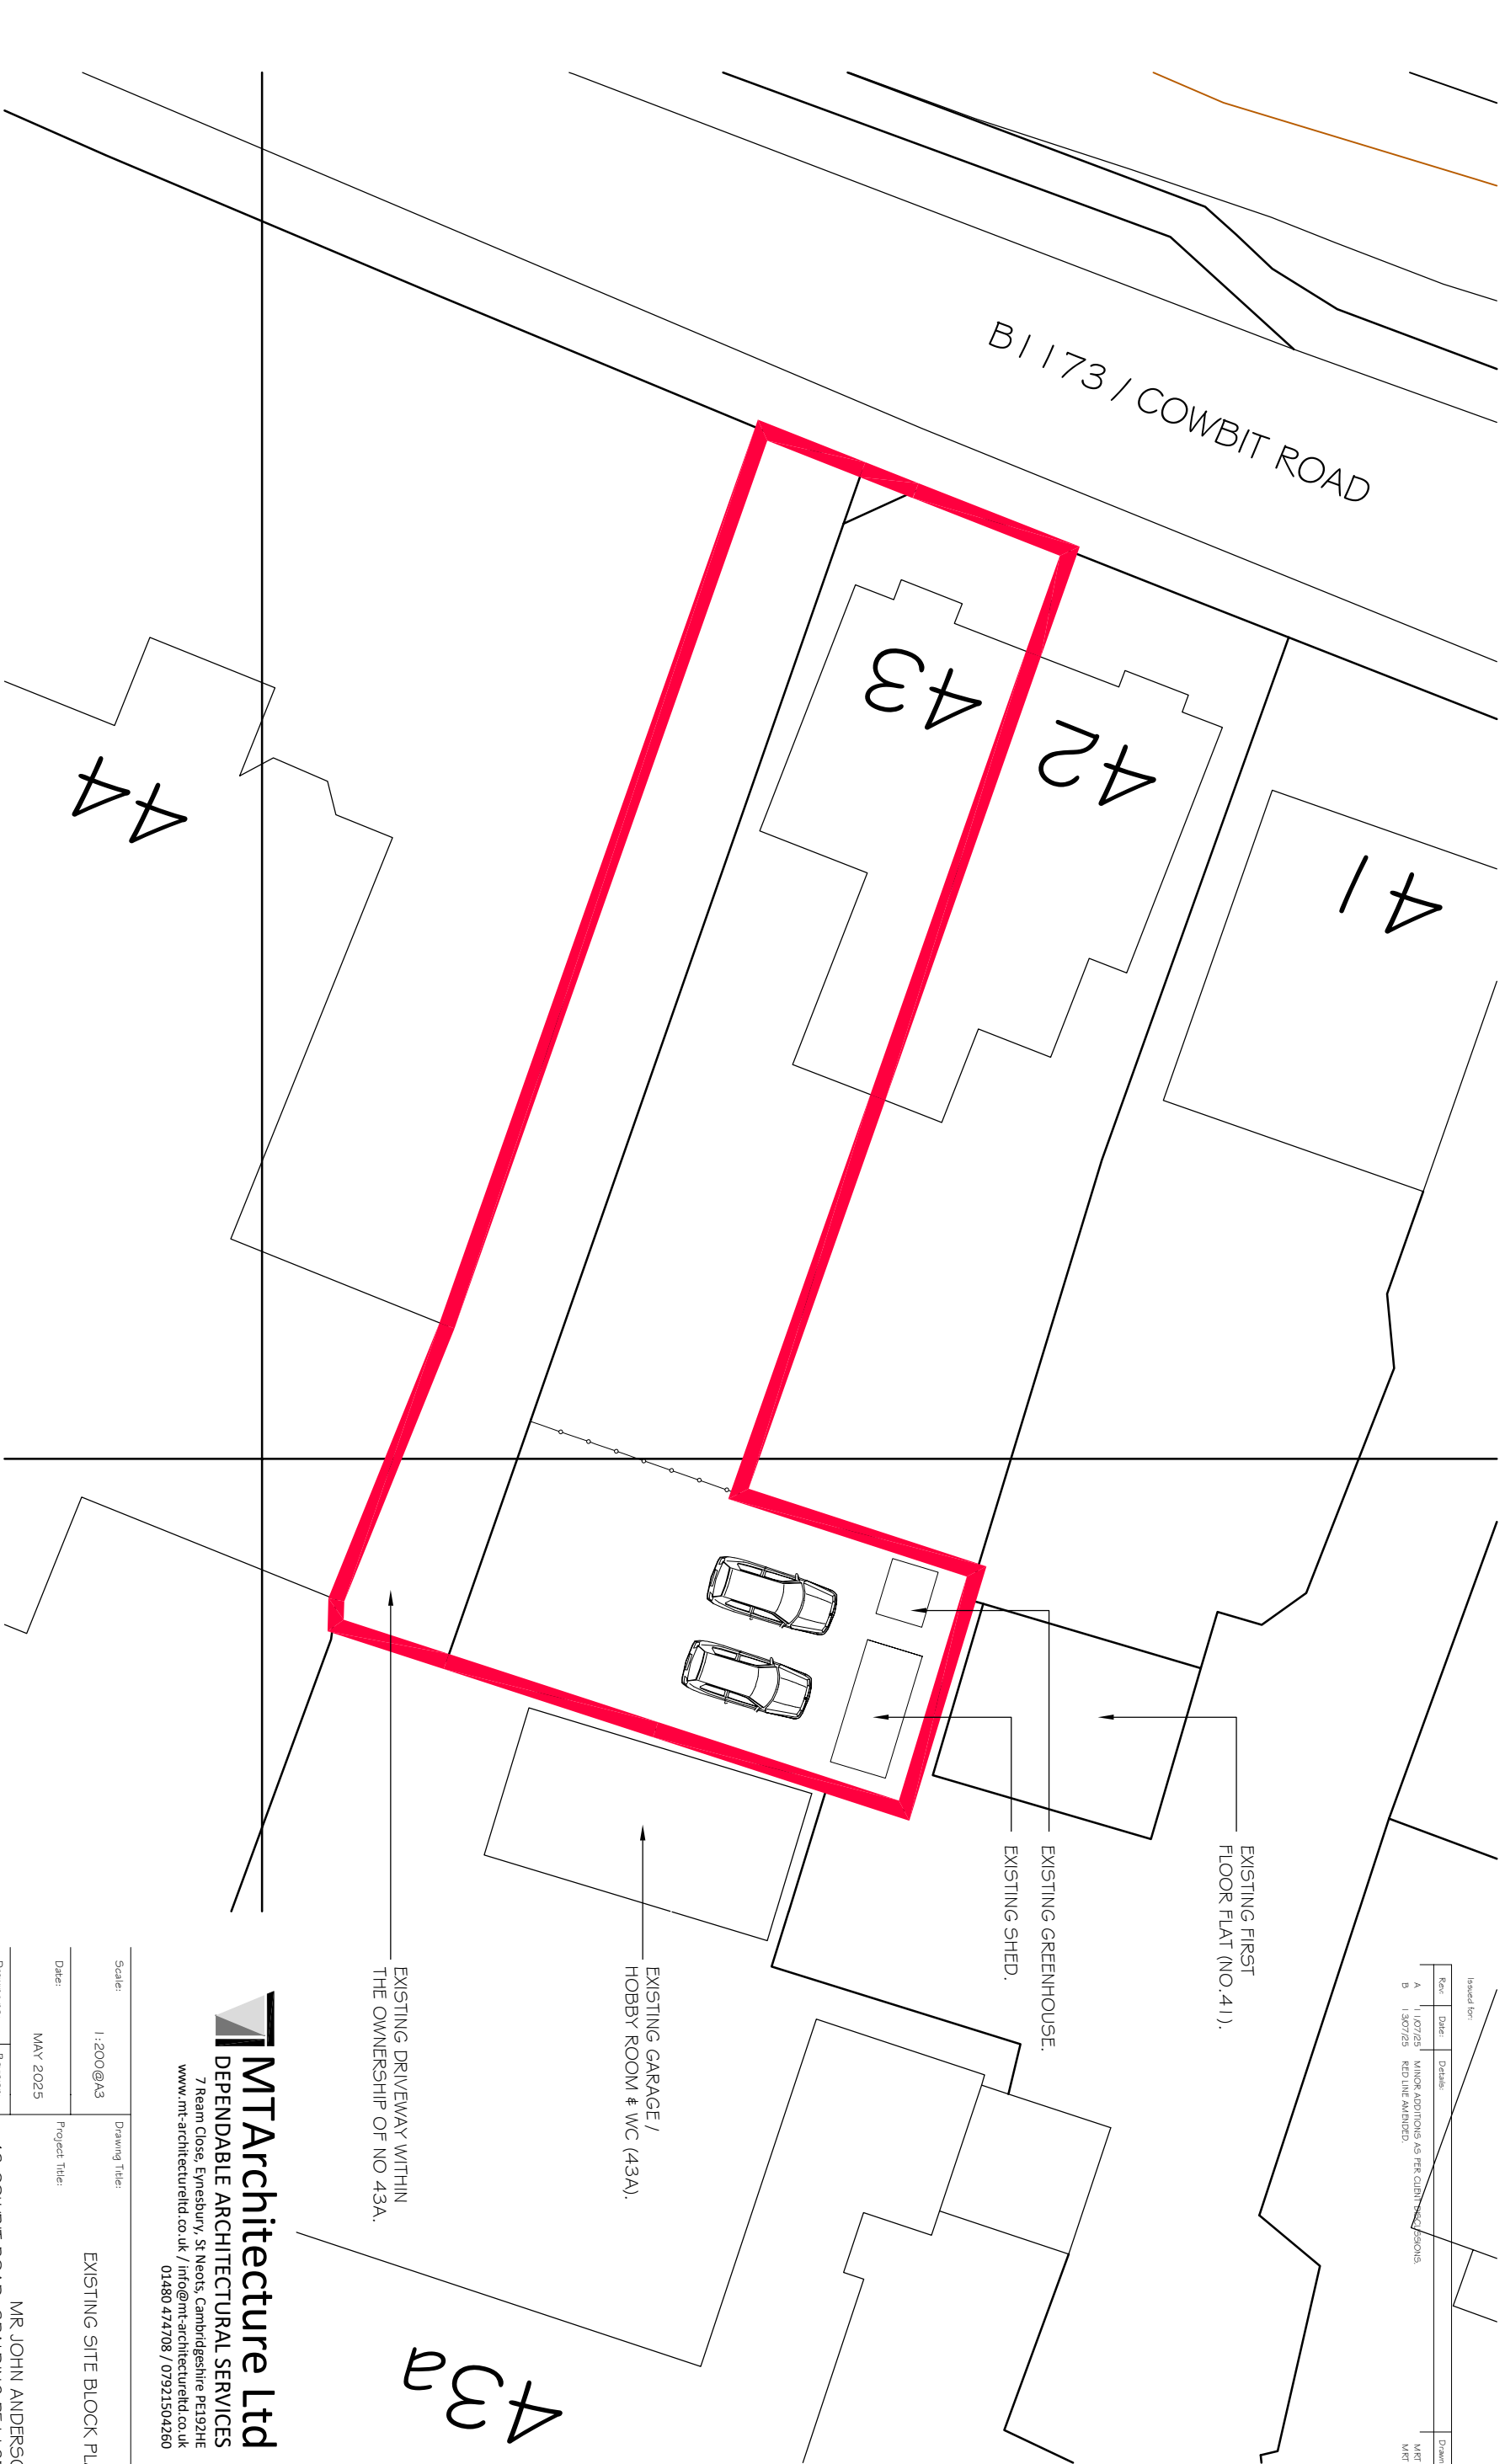 B1173 / COWBIT ROAD
43
42
41
44
43a
EXISTING FIRST
FLOOR FLAT (NO.41).
EXISTING GREENHOUSE.
EXISTING SHED.
EXISTING GARAGE /
HOBBY ROOM & WC (43A).
EXISTING DRIVEWAY WITHIN
THE OWNERSHIP OF NO 43A.
Issued for:
Rev: Date: Details: Drawn
A 11/07/25 MINOR ADDITIONS AS PER CLIENT DISCUSSIONS. MRT
B 13/07/25 RED LINE AMENDED. MRT
MTArchitecture Ltd
DEPENDABLE ARCHITECTURAL SERVICES
7 Ream Close, Eynesbury, St Neots, Cambridgeshire PE192HE
www.mt-architectureltd.co.uk / info@mt-architectureltd.co.uk
01480 474708 / 07921504260
Scale:
1:200@A3
Date:
MAY 2025
Drawing Title:
EXISTING SITE BLOCK
Project Title:
MR JOHN